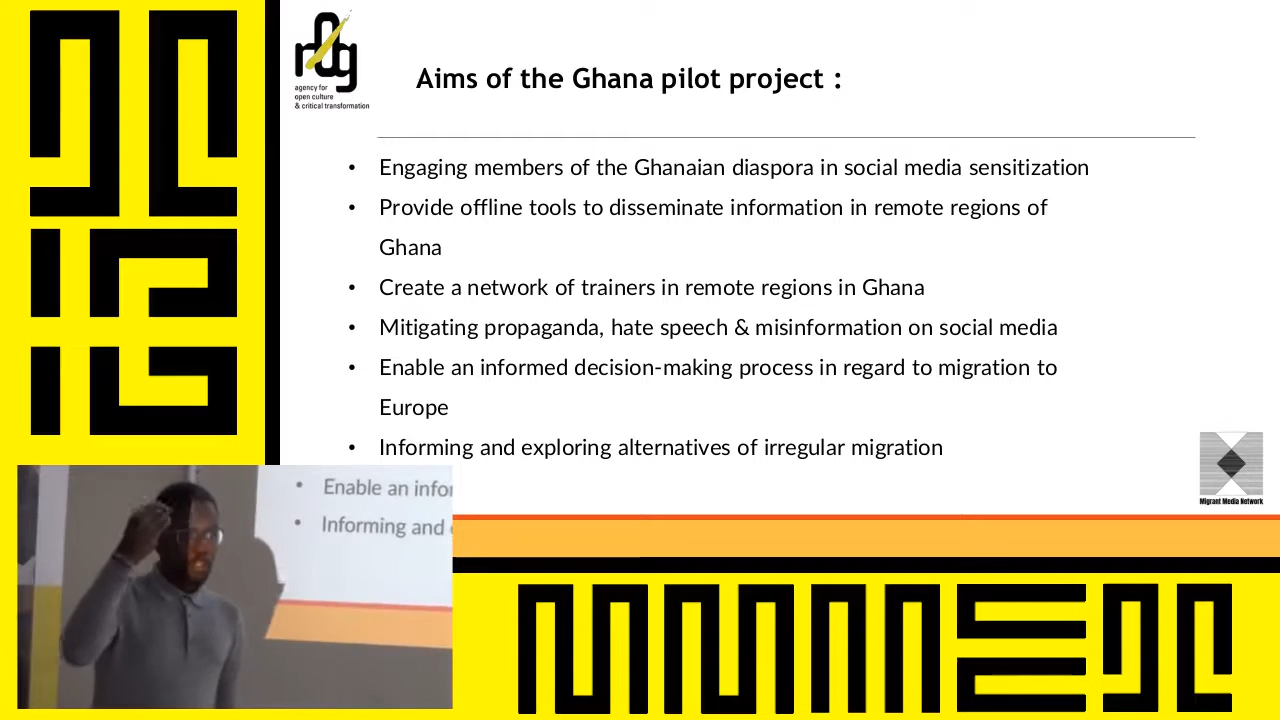 r0g
agency for
open culture
& critical transformation
Aims of the Ghana pilot project :
• Engaging members of the Ghanaian diaspora in social media sensitization
• Provide offline tools to disseminate information in remote regions of
Ghana
• Create a network of trainers in remote regions in Ghana
• Mitigating propaganda, hate speech & misinformation on social media
• Enable an informed decision-making process in regard to migration to
Europe
• Informing and exploring alternatives of irregular migration
Migrant Media Network
• Enable an infor
• Informing and